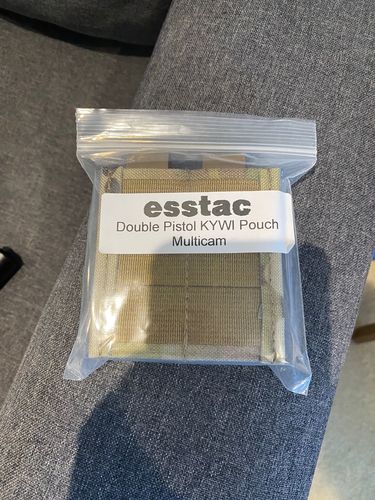 esstac
Double Pistol KYWI Pouch
Multicam